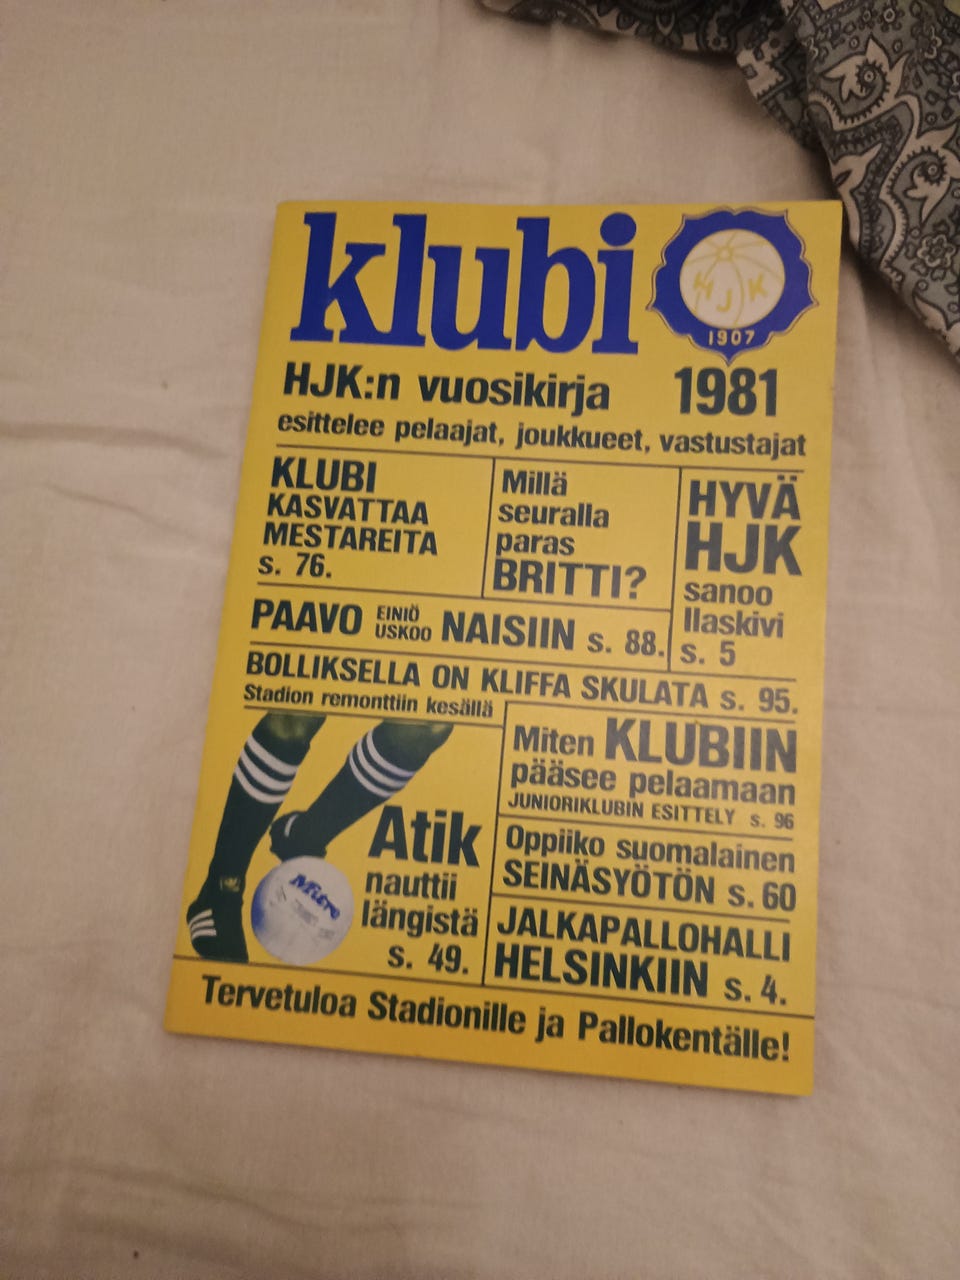 klubi
HJK
1907
HJK:n vuosikirja 1981
esittelee pelaajat, joukkueet, vastustajat
KLUBI
KASVATTAA
MESTAREITA
s. 76.
Millä
seuralla
paras
BRITTI?
HYVÄ
HJK
sanoo
Ilaskivi
s. 5
PAAVO EINIÖ USKOO NAISIIN s. 88.
BOLLIKSELLA ON KLIFFA SKULATA s. 95.
Stadion remonttiin kesällä
Mitre
Atik
nauttii
längistä
s. 49.
Miten KLUBIIN
pääsee pelaamaan
JUNIORIKLUBIN ESITTELY s. 96
Oppiiko suomalainen
SEINÄSYÖTÖN s. 60
JALKAPALLOHALLI
HELSINKIIN s. 4.
Tervetuloa Stadionille ja Pallokentälle!